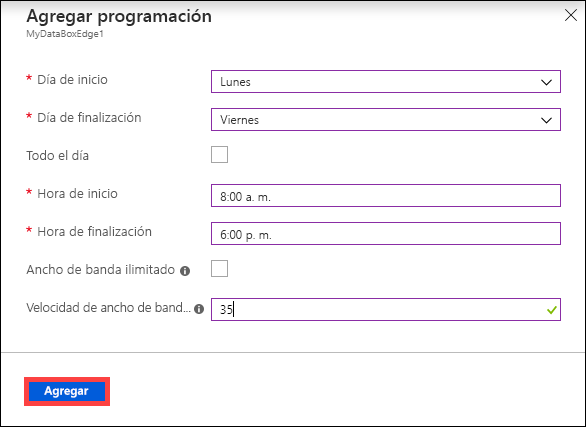 Agregar programación
MyDataBoxEdge1
* Día de inicio
Lunes
* Día de finalización
Viernes
Todo el día
* Hora de inicio
8:00 a. m.
* Hora de finalización
6:00 p. m.
Ancho de banda ilimitado
Velocidad de ancho de band...
35
Agregar